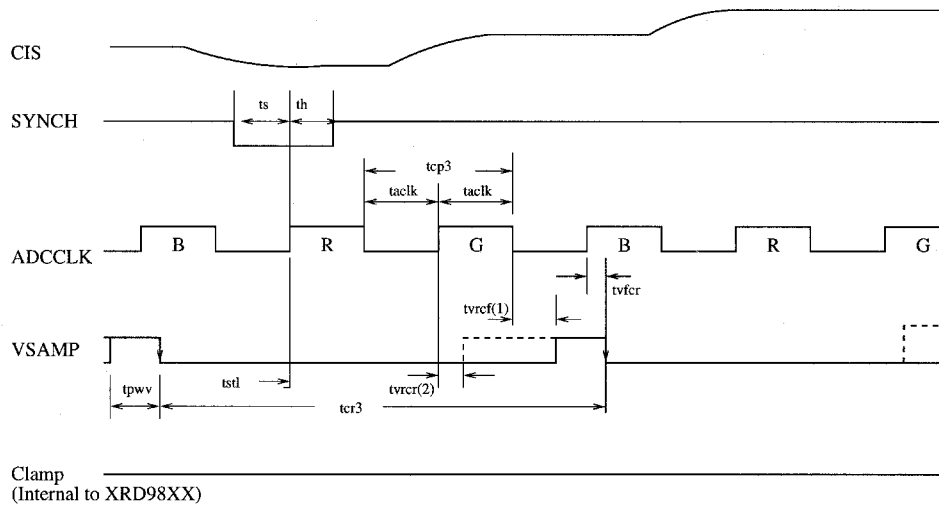 CIS
ts th
SYNCH
tcp3
taclk taclk
B R G B R G
ADCCLK
tvfcr
tvrcf(1)
VSAMP
tpwv tstl tvrcr(2)
tcr3
Clamp
(Internal to XRD98XX)